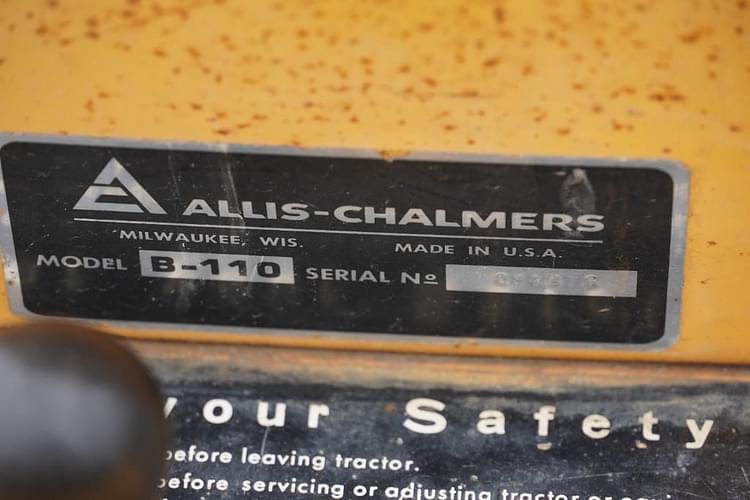 ALLIS-CHALMERS
MILWAUKEE, WIS. MADE IN U.S.A.
MODEL B-110 SERIAL Nº
your Safety
before leaving tractor.
before servicing or adjusting tractor or